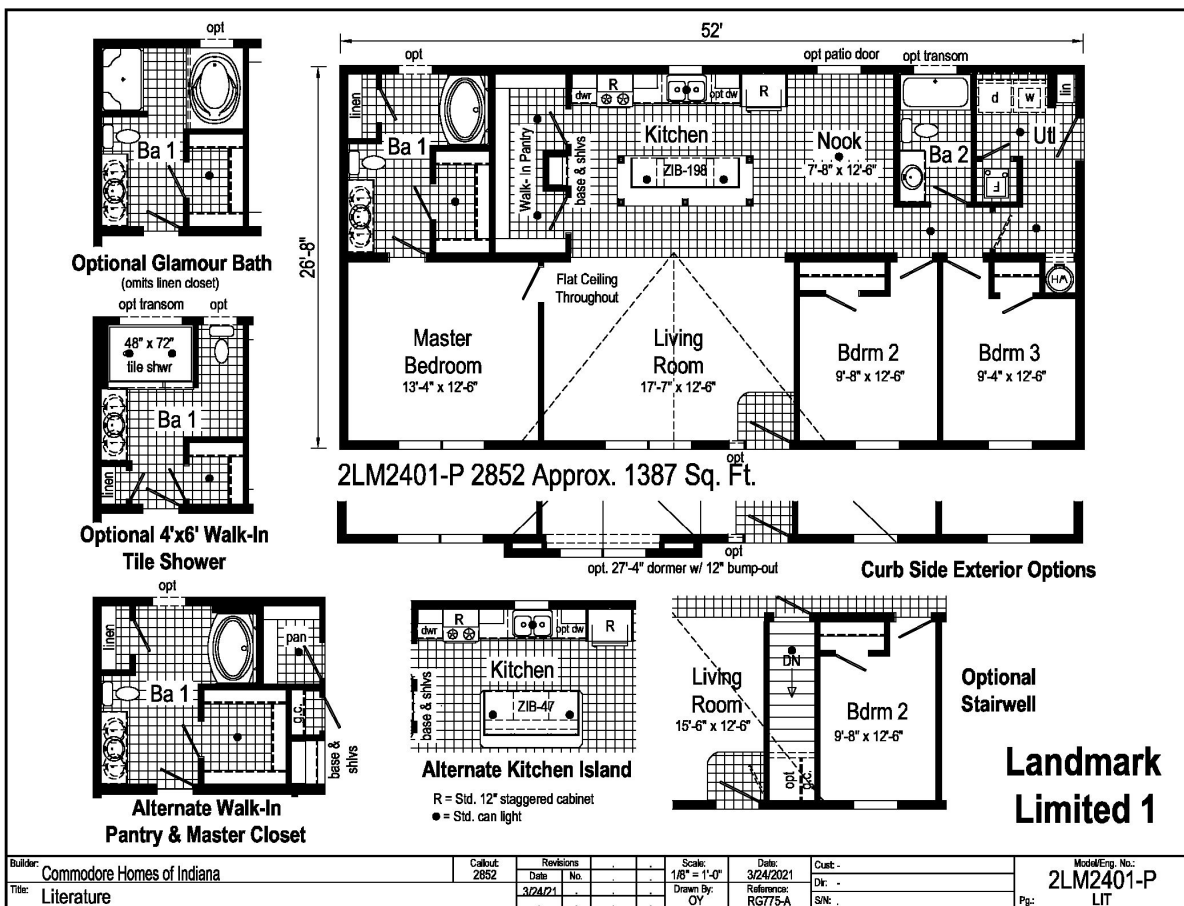 opt
Ba 1
Optional Glamour Bath
(omits linen closet)
opt transom
opt
48" x 72"
tile shwr
Ba 1
linen
Optional 4'x6' Walk-In
Tile Shower
opt
linen
pan
Ba 1
g.c.
base &
shlvs
Alternate Walk-In
Pantry & Master Closet
52'
26'-8"
opt
opt patio door
opt transom
linen
Ba 1
Walk-In Pantry
base & shlvs
dwr
R
opt dw
R
Kitchen
ZIB-198
Nook
7'-8" x 12'-6"
Ba 2
d
w
lin
Utl
F
HW
Flat Ceiling
Throughout
Master
Bedroom
13'-4" x 12'-6"
Living
Room
17'-7" x 12'-6"
Bdrm 2
9'-8" x 12'-6"
Bdrm 3
9'-4" x 12'-6"
opt
2LM2401-P 2852 Approx. 1387 Sq. Ft.
opt
opt. 27'-4" dormer w/ 12" bump-out
Curb Side Exterior Options
dwr
R
opt dw
R
Kitchen
base & shlvs
ZIB-47
Alternate Kitchen Island
R = Std. 12" staggered cabinet
● = Std. can light
Living
Room
15'-6" x 12'-6"
DN
opt
g.c.
Bdrm 2
9'-8" x 12'-6"
Optional
Stairwell
Landmark
Limited 1
Builder: Commodore Homes of Indiana
Title: Literature
Callout:
2852
Revisions
Date No.
3/24/21
Scale:
1/8" = 1'-0"
Drawn By:
OY
Date:
3/24/2021
Reference:
RG775-A
Cust: -
Dlr: -
S/N: .
Model/Eng. No.:
2LM2401-P
Pg.: LIT